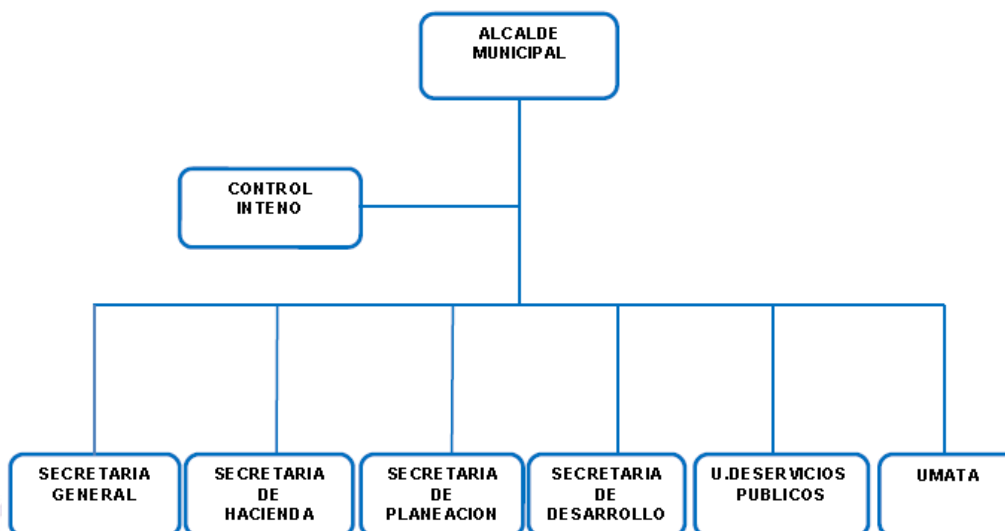 ALCALDE
MUNICIPAL
CONTROL
INTENO
SECRETARIA
GENERAL
SECRETARIA
DE
HACIENDA
SECRETARIA
DE
PLANEACION
SECRETARIA
DE
DESARROLLO
U.DESERVICIOS
PUBLICOS
UMATA